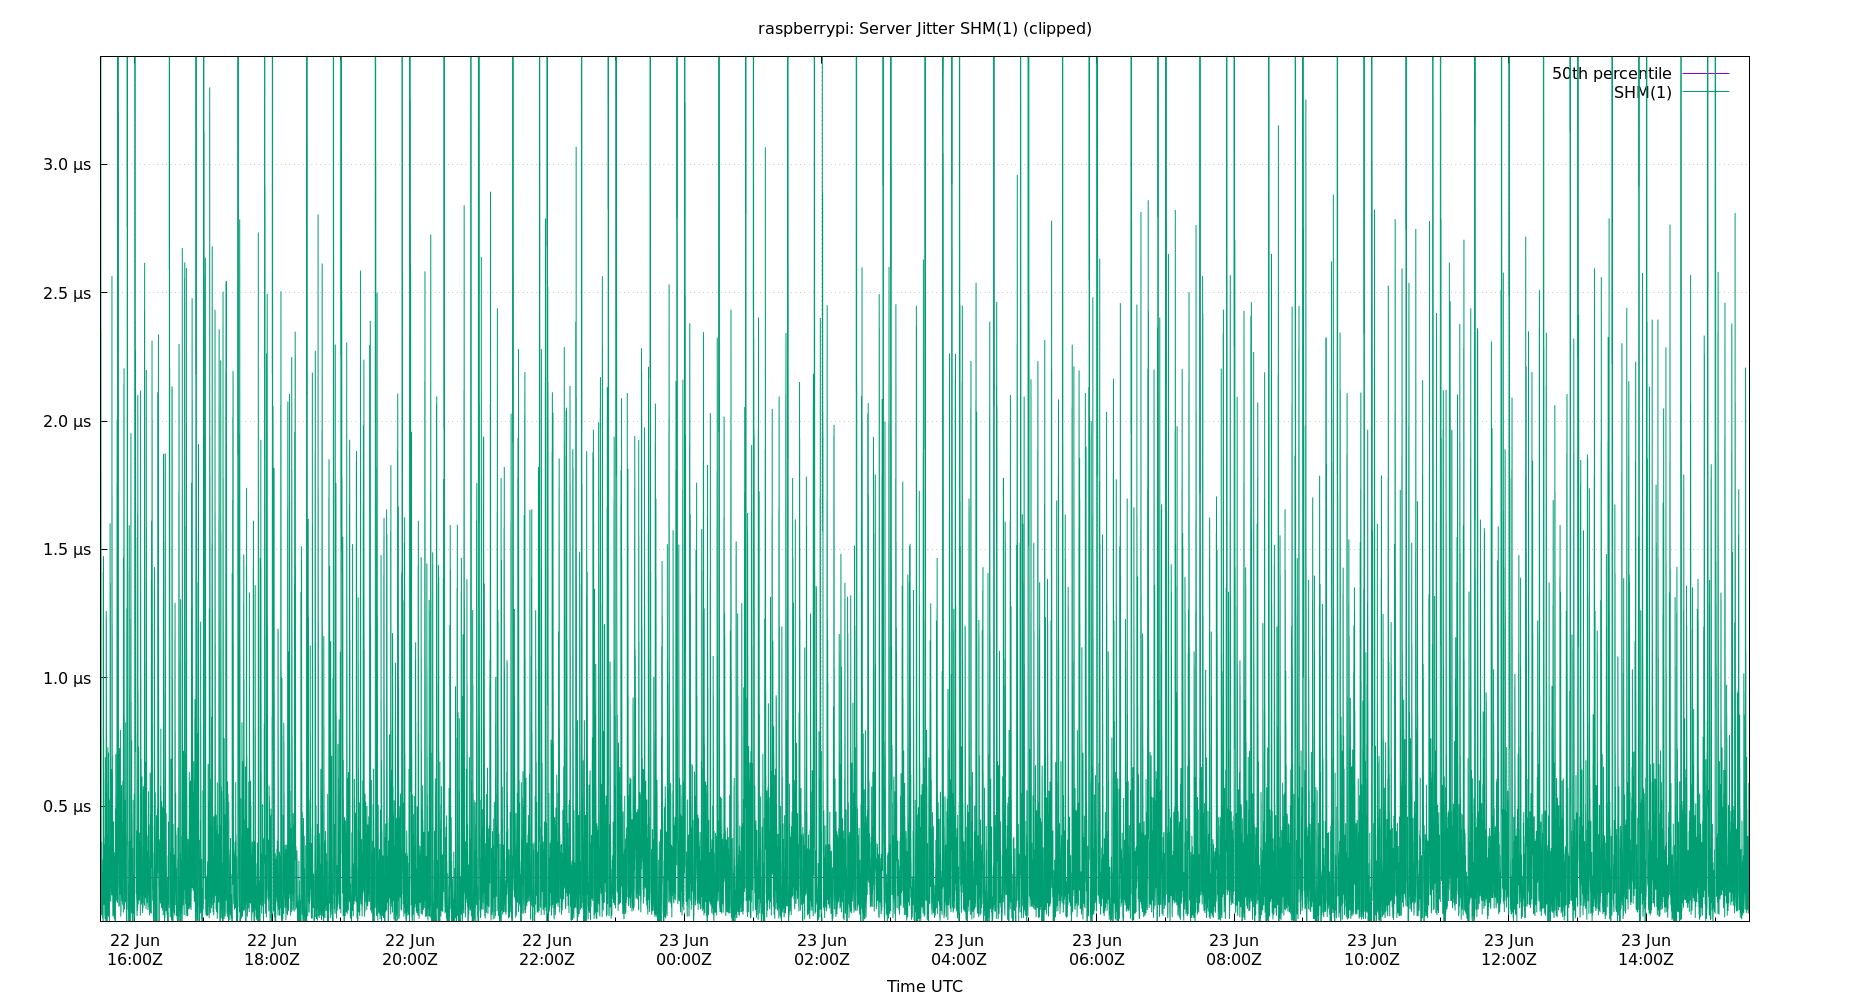 raspberrypi: Server Jitter SHM(1) (clipped)
50th percentile
SHM(1)
3.0 µs
2.5 µs
2.0 µs
1.5 µs
1.0 µs
0.5 µs
22 Jun 22 Jun 22 Jun 22 Jun 23 Jun 23 Jun 23 Jun 23 Jun 23 Jun 23 Jun 23 Jun 23 Jun
16:00Z 18:00Z 20:00Z 22:00Z 00:00Z 02:00Z 04:00Z 06:00Z 08:00Z 10:00Z 12:00Z 14:00Z
Time UTC